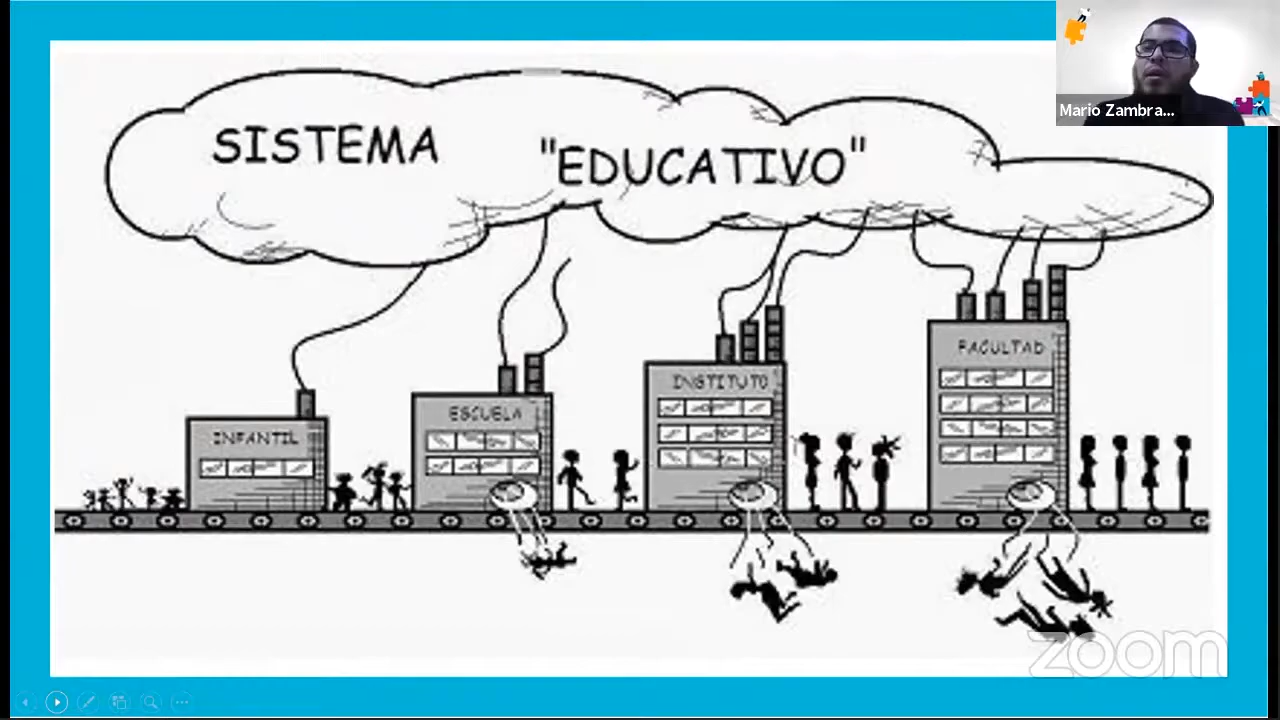 SISTEMA "EDUCATIVO"
Mario Zambra...
INFANTIL
ESCUELA
INSTITUTO
FACULTAD
zoom